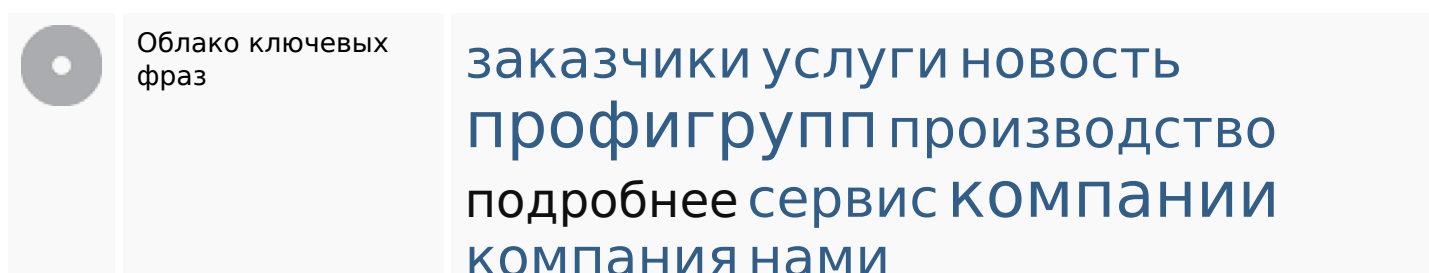 Облако ключевых
фраз
заказчики услуги новость
профигрупп производство
подробнее сервис компании
компания нами